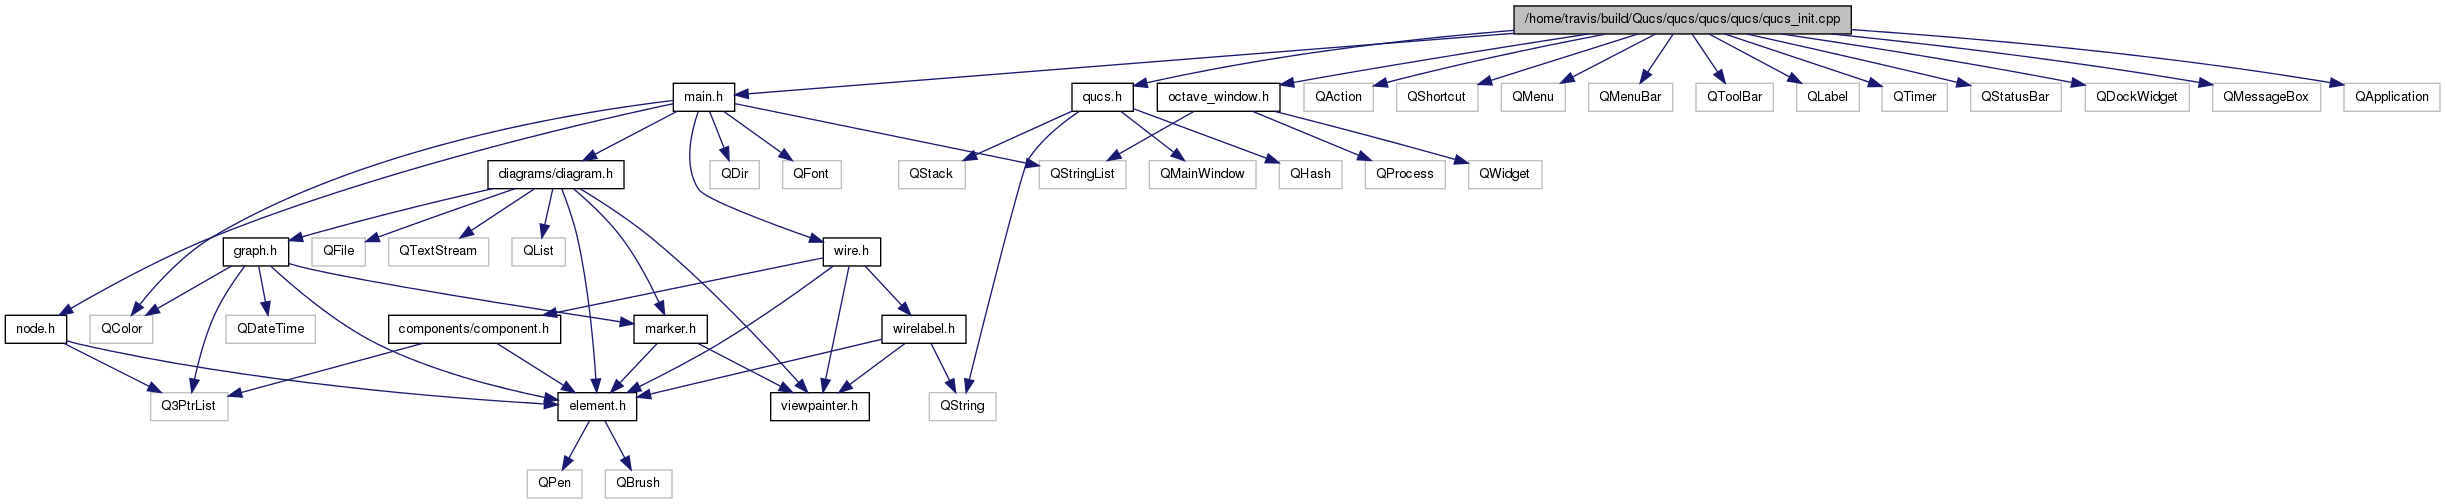 /home/travis/build/Qucs/qucs/qucs/qucs/qucs_init.cpp
main.h
qucs.h
octave_window.h
QAction
QShortcut
QMenu
QMenuBar
QToolBar
QLabel
QTimer
QStatusBar
QDockWidget
QMessageBox
QApplication
diagrams/diagram.h
QDir
QFont
QStack
QStringList
QMainWindow
QHash
QProcess
QWidget
graph.h
QFile
QTextStream
QList
wire.h
node.h
QColor
QDateTime
components/component.h
marker.h
wirelabel.h
Q3PtrList
element.h
viewpainter.h
QString
QPen
QBrush